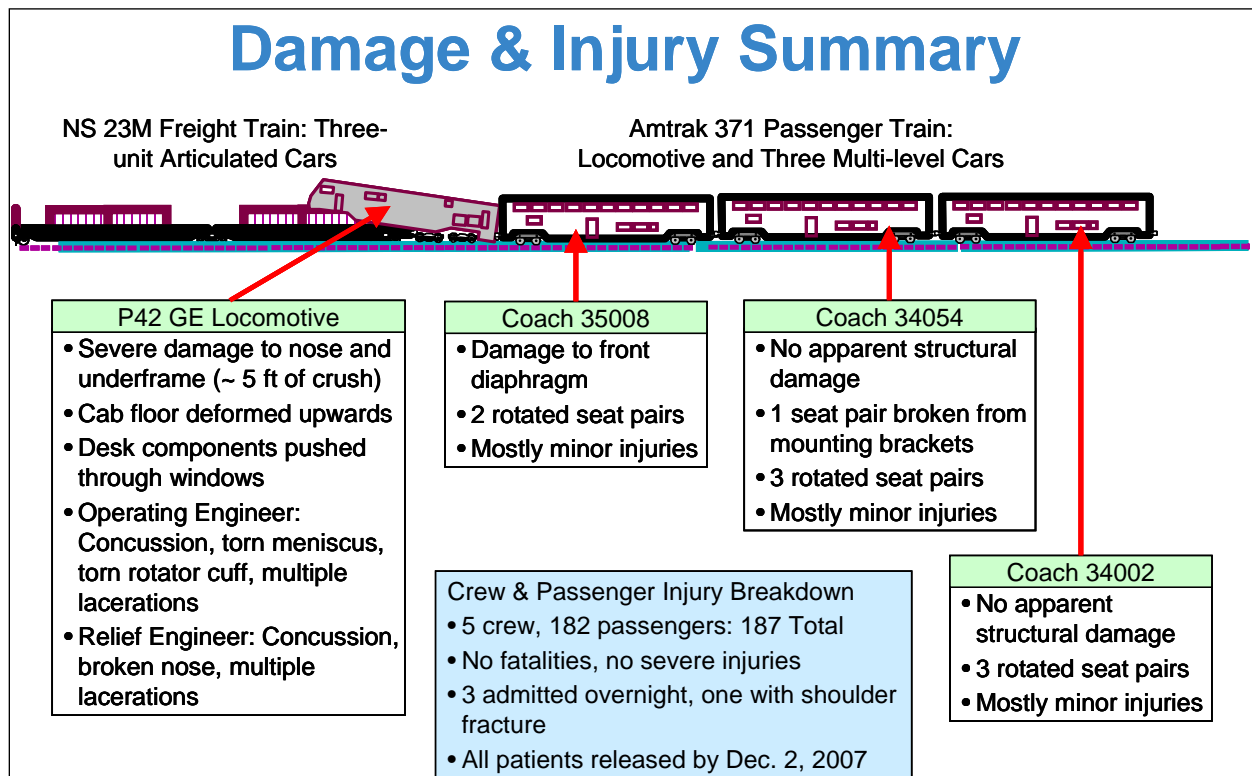 Damage & Injury Summary
NS 23M Freight Train: Three-
unit Articulated Cars
Amtrak 371 Passenger Train:
Locomotive and Three Multi-level Cars
P42 GE Locomotive
• Severe damage to nose and
underframe (~ 5 ft of crush)
• Cab floor deformed upwards
• Desk components pushed
through windows
• Operating Engineer:
Concussion, torn meniscus,
torn rotator cuff, multiple
lacerations
• Relief Engineer: Concussion,
broken nose, multiple
lacerations
Coach 35008
• Damage to front
diaphragm
• 2 rotated seat pairs
• Mostly minor injuries
Coach 34054
• No apparent structural
damage
• 1 seat pair broken from
mounting brackets
• 3 rotated seat pairs
• Mostly minor injuries
Coach 34002
• No apparent
structural damage
• 3 rotated seat pairs
• Mostly minor injuries
Crew & Passenger Injury Breakdown
• 5 crew, 182 passengers: 187 Total
• No fatalities, no severe injuries
• 3 admitted overnight, one with shoulder
fracture
• All patients released by Dec. 2, 2007